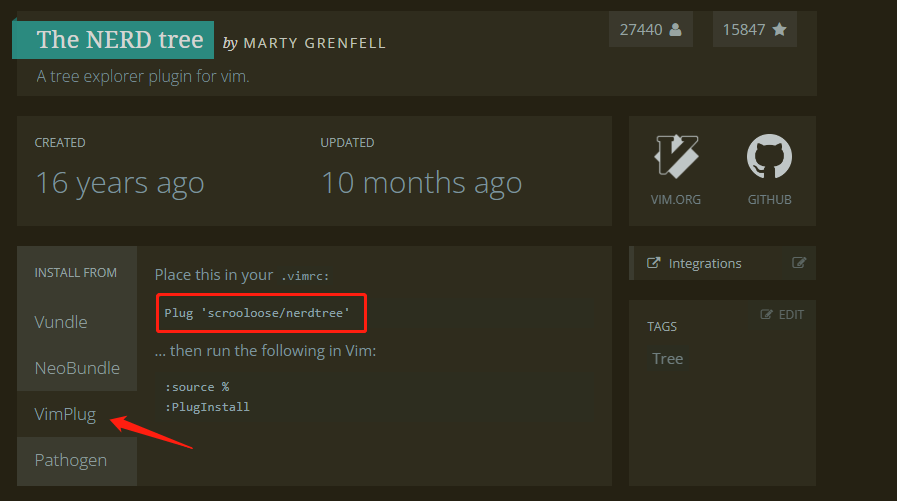 The NERD tree by MARTY GRENFELL
27440
15847
A tree explorer plugin for vim.
CREATED
16 years ago
UPDATED
10 months ago
VIM.ORG
GITHUB
INSTALL FROM
Vundle
NeoBundle
VimPlug
Pathogen
Place this in your .vimrc:
Plug 'scrooloose/nerdtree'
... then run the following in Vim:
:source %
:PlugInstall
Integrations
EDIT
TAGS
Tree